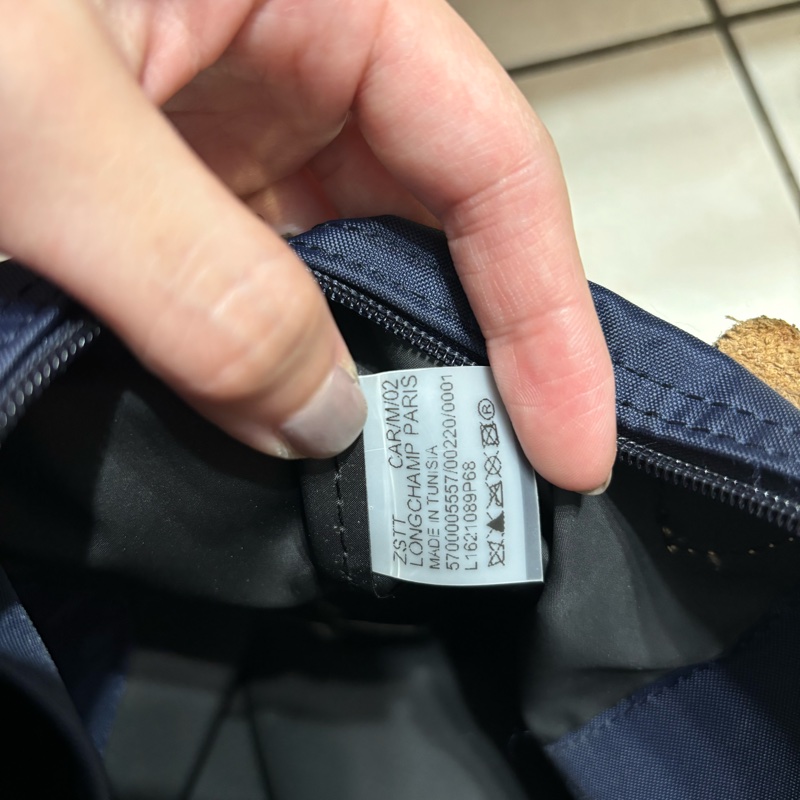 ZSTT CAR/M/02
LONGCHAMP PARIS
MADE IN TUNISIA
5700005557/00220/0001
L1621089P68